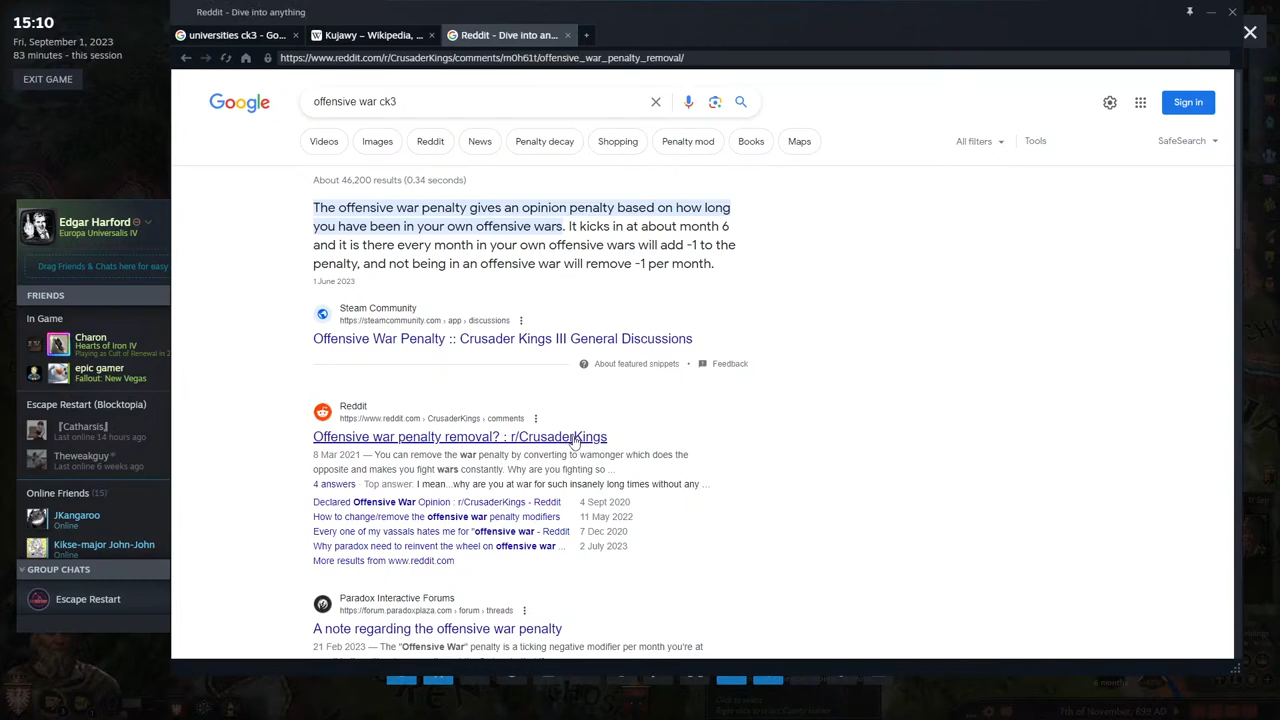 15:10
Fri, September 1, 2023
83 minutes - this session
EXIT GAME
Reddit - Dive into anything
universities ck3 - Go...
Kujawy – Wikipedia, ...
Reddit - Dive into an...
https://www.reddit.com/r/CrusaderKings/comments/m0h61t/offensive_war_penalty_removal/
Google
offensive war ck3
Sign in
Videos
Images
Reddit
News
Penalty decay
Shopping
Penalty mod
Books
Maps
All filters
Tools
SafeSearch
About 46,200 results (0.34 seconds)
The offensive war penalty gives an opinion penalty based on how long
you have been in your own offensive wars. It kicks in at about month 6
and it is there every month in your own offensive wars will add -1 to the
penalty, and not being in an offensive war will remove -1 per month.
1 June 2023
Steam Community
https://steamcommunity.com › app › discussions
Offensive War Penalty :: Crusader Kings III General Discussions
About featured snippets
•
Feedback
Reddit
https://www.reddit.com › CrusaderKings › comments
Offensive war penalty removal? : r/CrusaderKings
8 Mar 2021 — You can remove the war penalty by converting to wamonger which does the
opposite and makes you fight wars constantly. Why are you fighting so ...
4 answers · Top answer: I mean...why are you at war for such insanely long times without any ...
Declared Offensive War Opinion : r/CrusaderKings - Reddit 4 Sept 2020
How to change/remove the offensive war penalty modifiers 11 May 2022
Every one of my vassals hates me for "offensive war - Reddit 7 Dec 2020
Why paradox need to reinvent the wheel on offensive war ... 2 July 2023
More results from www.reddit.com
Paradox Interactive Forums
https://forum.paradoxplaza.com › forum › threads
A note regarding the offensive war penalty
21 Feb 2023 — The "Offensive War" penalty is a ticking negative modifier per month you're at
Edgar Harford
Europa Universalis IV
Drag Friends & Chats here for easy
FRIENDS
In Game
Charon
Hearts of Iron IV
Playing as Cult of Renewal in 2
epic gamer
Fallout: New Vegas
Escape Restart (Blocktopia)
『Catharsis』
Last online 14 hours ago
Theweakguy
Last online 6 weeks ago
Online Friends (15)
JKangaroo
Online
Kikse-major John-John
Online
GROUP CHATS
Escape Restart
6 months
7th of November, 898 AD